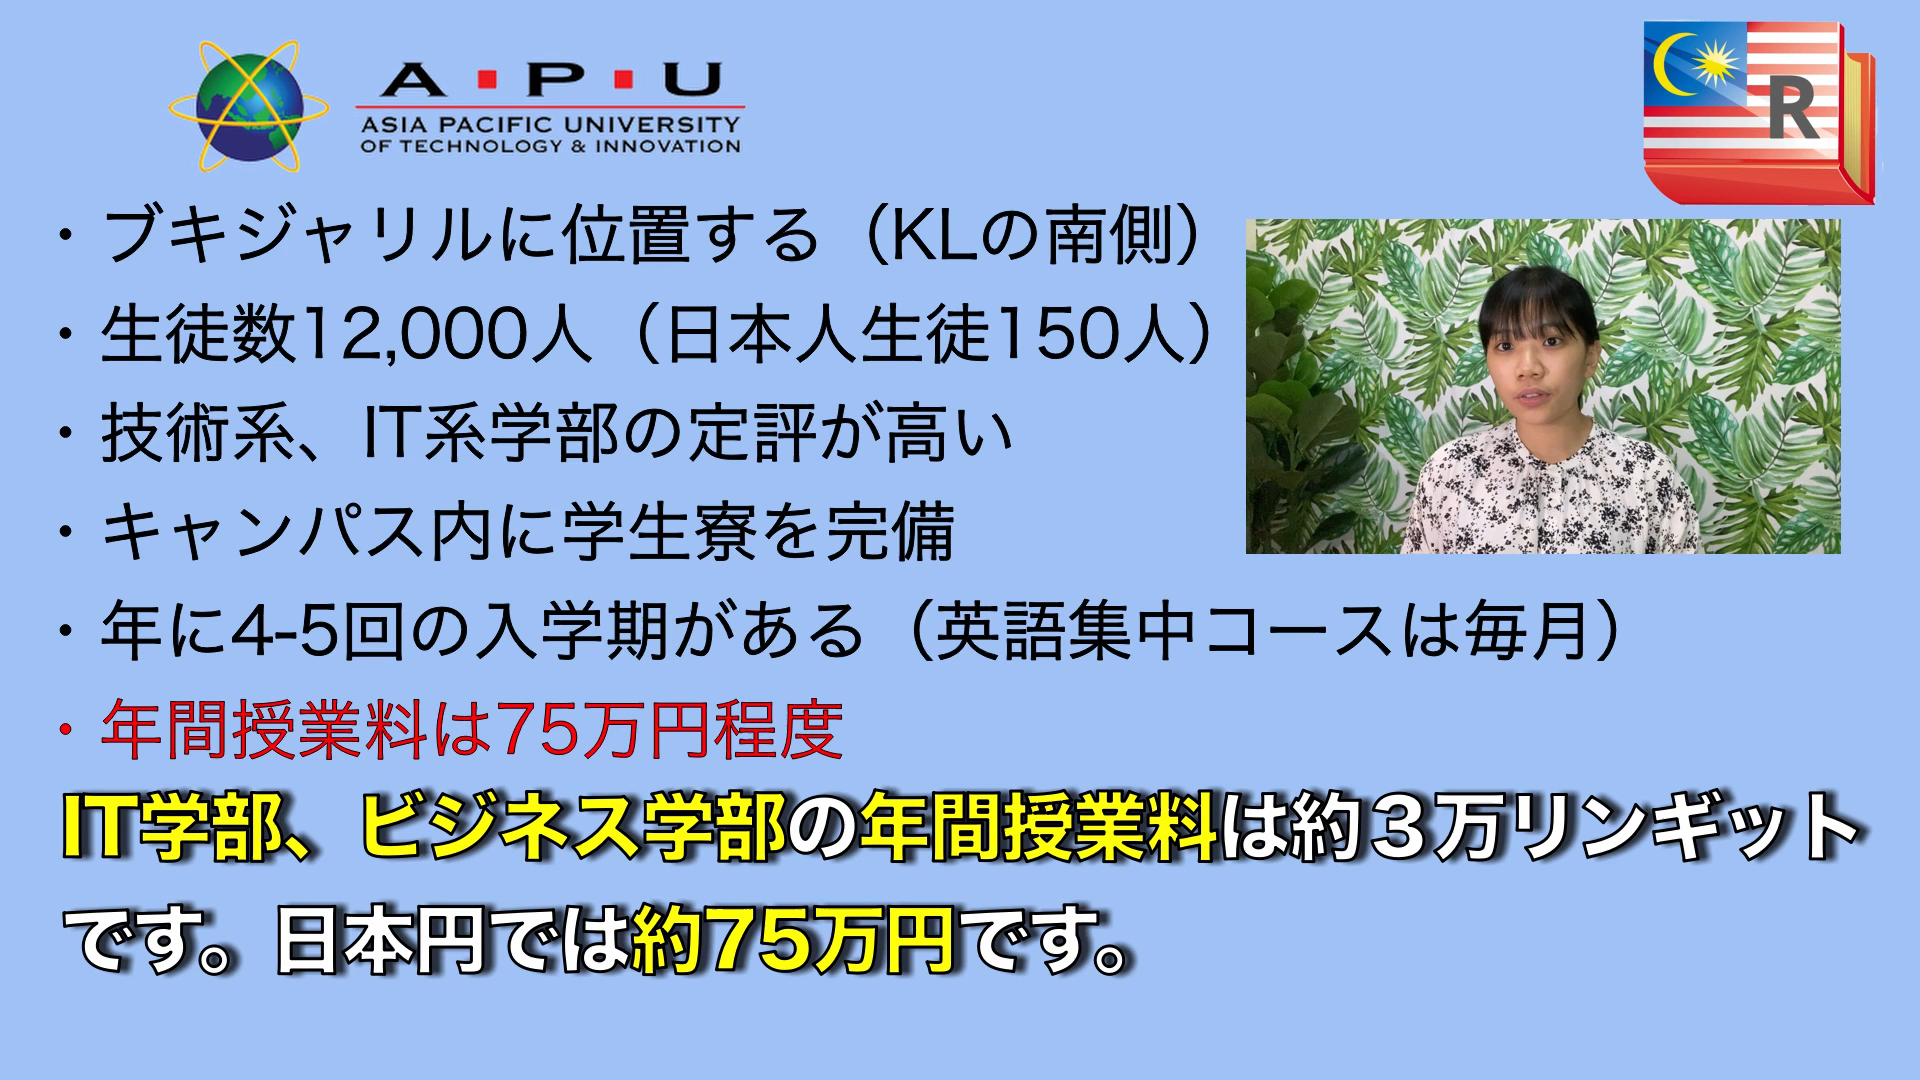 A・P・U
ASIA PACIFIC UNIVERSITY
OF TECHNOLOGY & INNOVATION
R
・ブキジャリルに位置する（KLの南側）
・生徒数12,000人（日本人生徒150人）
・技術系、IT系学部の定評が高い
・キャンパス内に学生寮を完備
・年に4-5回の入学期がある（英語集中コースは毎月）
・年間授業料は75万円程度
IT学部、ビジネス学部の年間授業料は約３万リンギット
です。日本円では約75万円です。